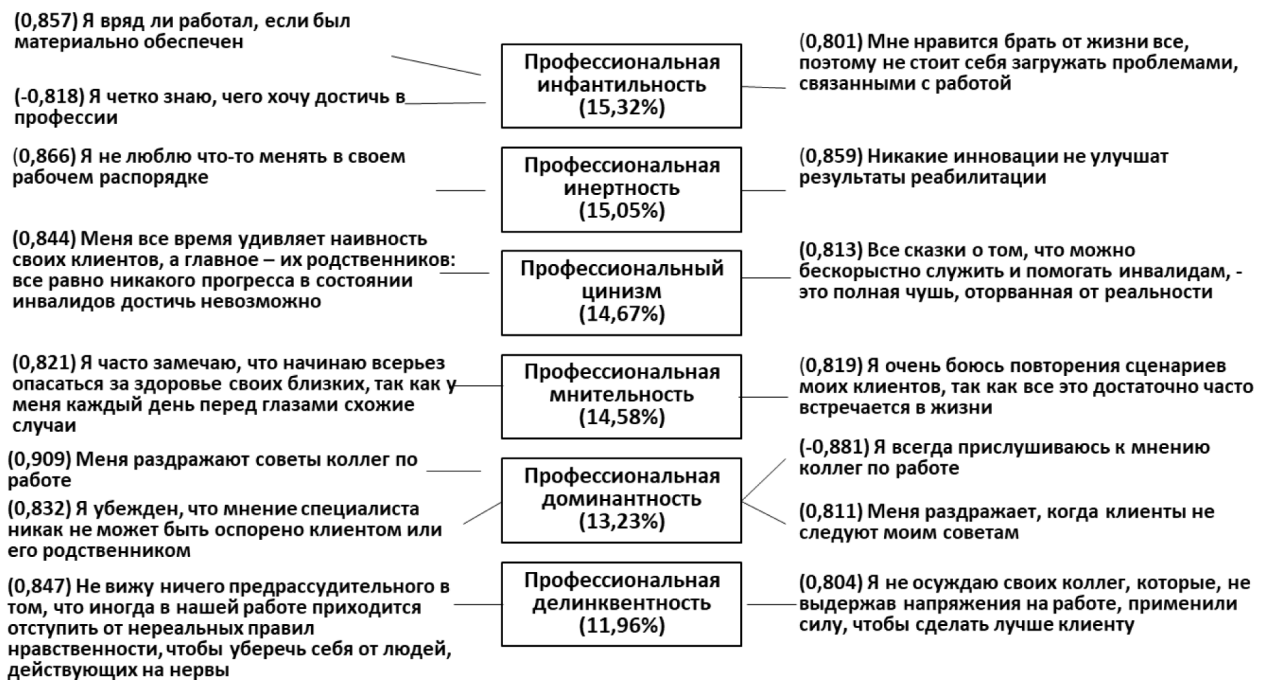 (0,857) Я вряд ли работал, если был
материально обеспечен
(-0,818) Я четко знаю, чего хочу достичь в
профессии
Профессиональная
инфантильность
(15,32%)
(0,801) Мне нравится брать от жизни все,
поэтому не стоит себя загружать проблемами,
связанными с работой
(0,866) Я не люблю что-то менять в своем
рабочем распорядке
Профессиональная
инертность
(15,05%)
(0,859) Никакие инновации не улучшат
результаты реабилитации
(0,844) Меня все время удивляет наивность
своих клиентов, а главное – их родственников:
все равно никакого прогресса в состоянии
инвалидов достичь невозможно
Профессиональный
цинизм
(14,67%)
(0,813) Все сказки о том, что можно
бескорыстно служить и помогать инвалидам, -
это полная чушь, оторванная от реальности
(0,821) Я часто замечаю, что начинаю всерьез
опасаться за здоровье своих близких, так как у
меня каждый день перед глазами схожие
случаи
Профессиональная
мнительность
(14,58%)
(0,819) Я очень боюсь повторения сценариев
моих клиентов, так как все это достаточно часто
встречается в жизни
(0,909) Меня раздражают советы коллег по
работе
(0,832) Я убежден, что мнение специалиста
никак не может быть оспорено клиентом или
его родственником
Профессиональная
доминантность
(13,23%)
(-0,881) Я всегда прислушиваюсь к мнению
коллег по работе
(0,811) Меня раздражает, когда клиенты не
следуют моим советам
(0,847) Не вижу ничего предрассудительного в
том, что иногда в нашей работе приходится
отступить от нереальных правил
нравственности, чтобы уберечь себя от людей,
действующих на нервы
Профессиональная
делинквентность
(11,96%)
(0,804) Я не осуждаю своих коллег, которые, не
выдержав напряжения на работе, применили
силу, чтобы сделать лучше клиенту